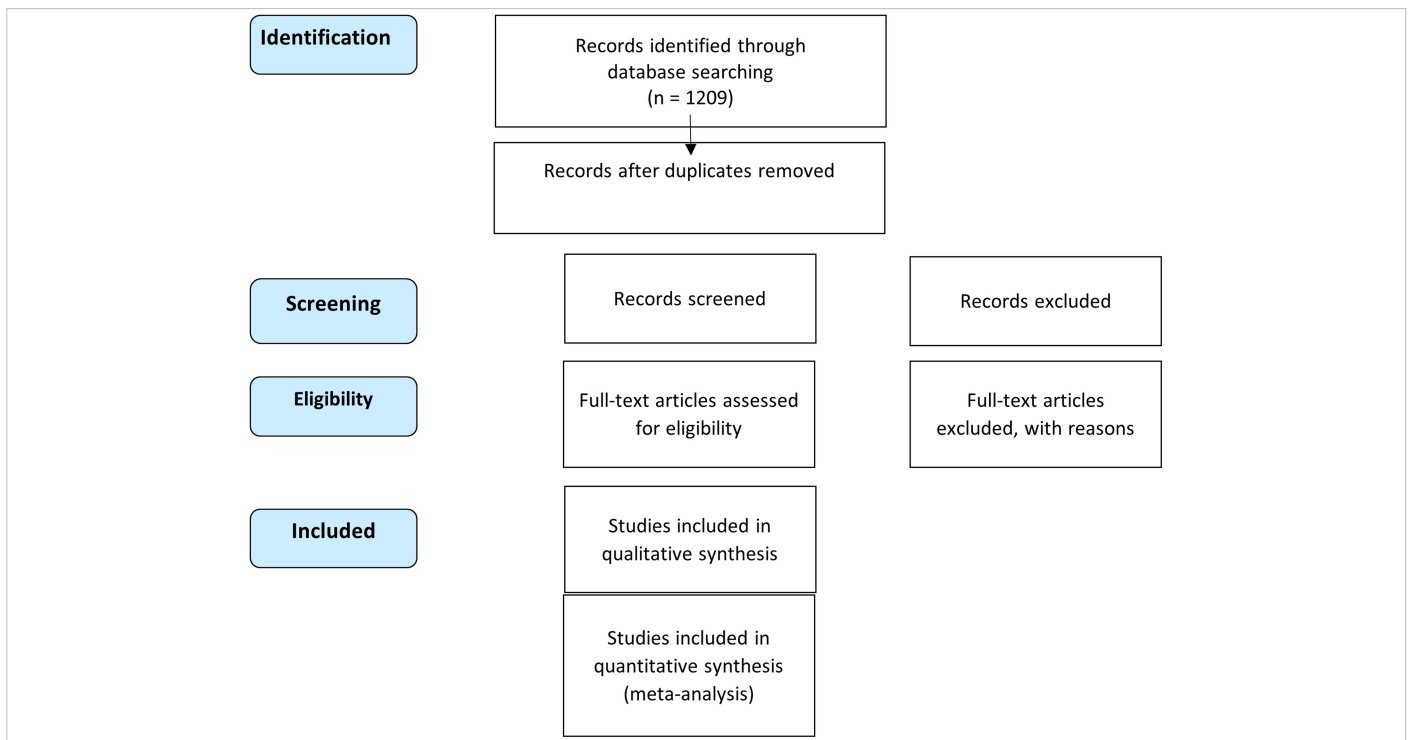 Identification
Records identified through
database searching
(n = 1209)
Records after duplicates removed
Screening
Records screened
Records excluded
Eligibility
Full-text articles assessed
for eligibility
Full-text articles
excluded, with reasons
Included
Studies included in
qualitative synthesis
Studies included in
quantitative synthesis
(meta-analysis)